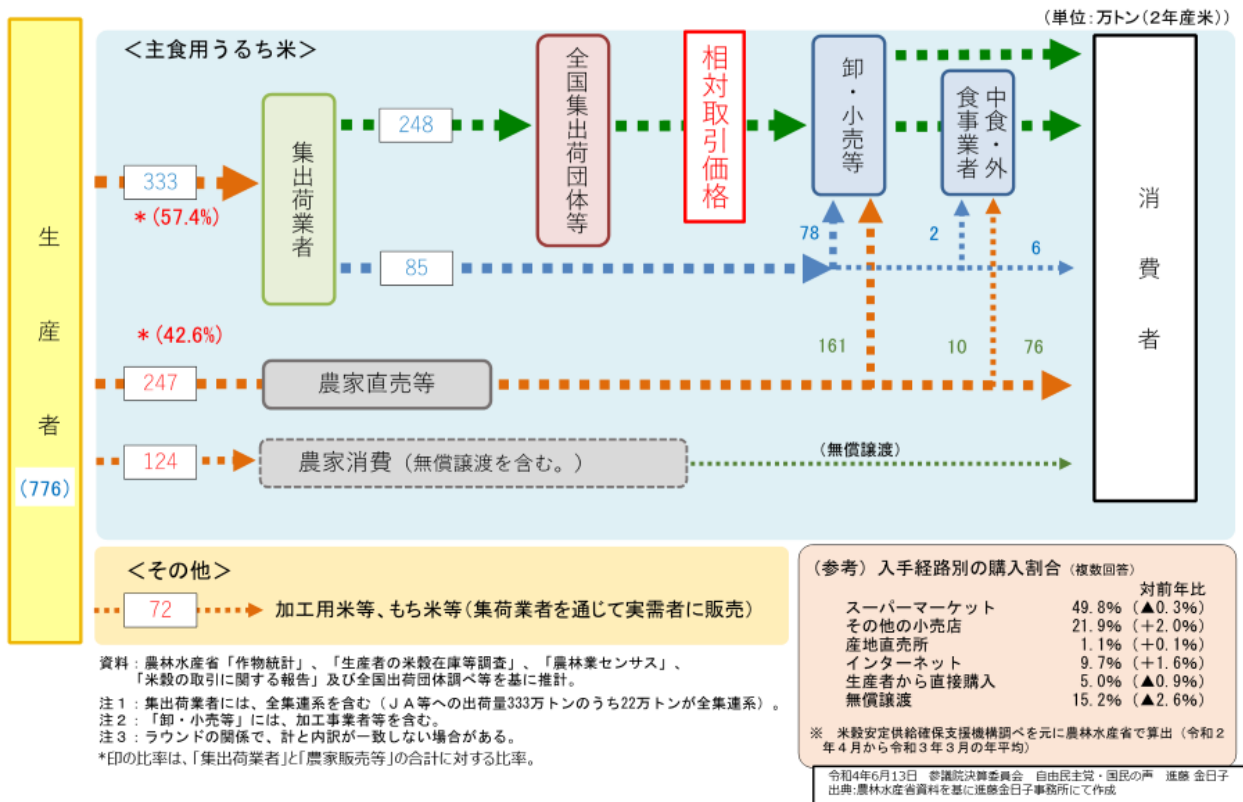 (単位：万トン(2年産米))
生産者
(776)
＜主食用うるち米＞
333
＊(57.4%)
集出荷業者
248
全国集出荷団体等
相対取引価格
卸・小売等
中食・外
食事業者
消費者
85
78
2
6
＊(42.6%)
247
農家直売等
161
10
76
124
農家消費（無償譲渡を含む。）
(無償譲渡)
＜その他＞
72
加工用米等、もち米等(集荷業者を通じて実需者に販売)
(参考) 入手経路別の購入割合 (複数回答)
対前年比
スーパーマーケット 49.8% (▲0.3%)
その他の小売店 21.9% (+2.0%)
産地直売所 1.1% (+0.1%)
インターネット 9.7% (+1.6%)
生産者から直接購入 5.0% (▲0.9%)
無償譲渡 15.2% (▲2.6%)
※ 米穀安定供給確保支援機構調べを元に農林水産省で算出（令和２
年４月から令和３年３月の年平均）
資料：農林水産省「作物統計」、「生産者の米穀在庫等調査」、「農林業センサス」、
「米穀の取引に関する報告」及び全国出荷団体調べ等を基に推計。
注１：集出荷業者には、全集連系を含む（ＪＡ等への出荷量333万トンのうち22万トンが全集連系）。
注２：「卸・小売等」には、加工事業者等を含む。
注３：ラウンドの関係で、計と内訳が一致しない場合がある。
*印の比率は、「集出荷業者」と「農家販売等」の合計に対する比率。
令和4年6月13日 参議院決算委員会 自由民主党・国民の声 進藤 金日子
出典:農林水産省資料を基に進藤金日子事務所にて作成